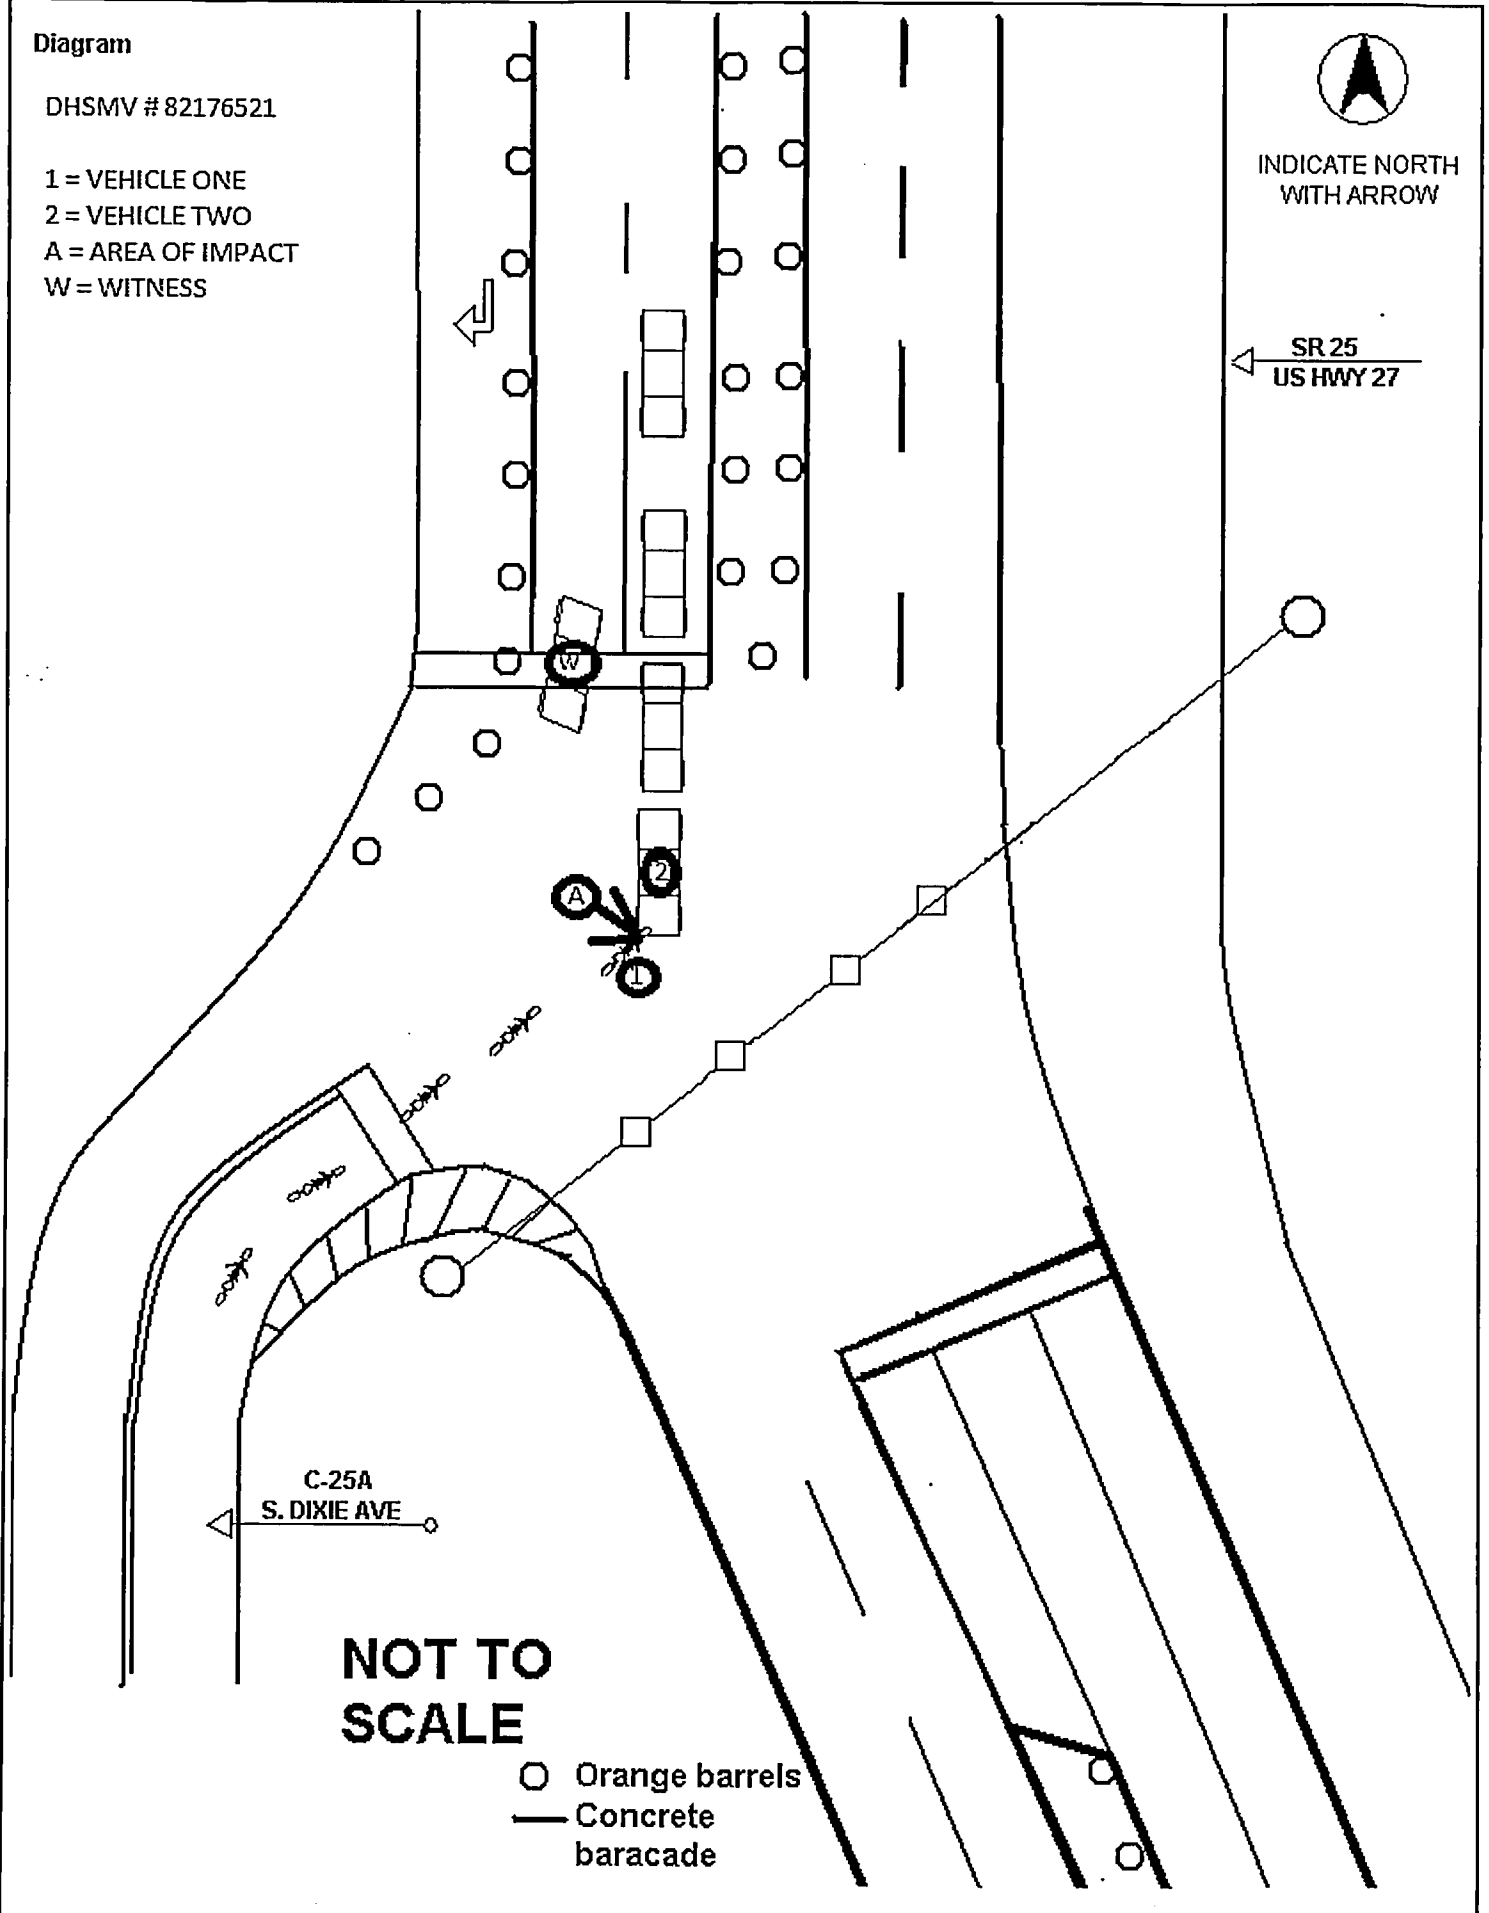 Diagram
DHSMV # 82176521
1 = VEHICLE ONE
2 = VEHICLE TWO
A = AREA OF IMPACT
W = WITNESS
INDICATE NORTH
WITH ARROW
SR 25
US HWY 27
W
2
A
1
C-25A
S. DIXIE AVE
NOT TO
SCALE
Orange barrels
Concrete
baracade